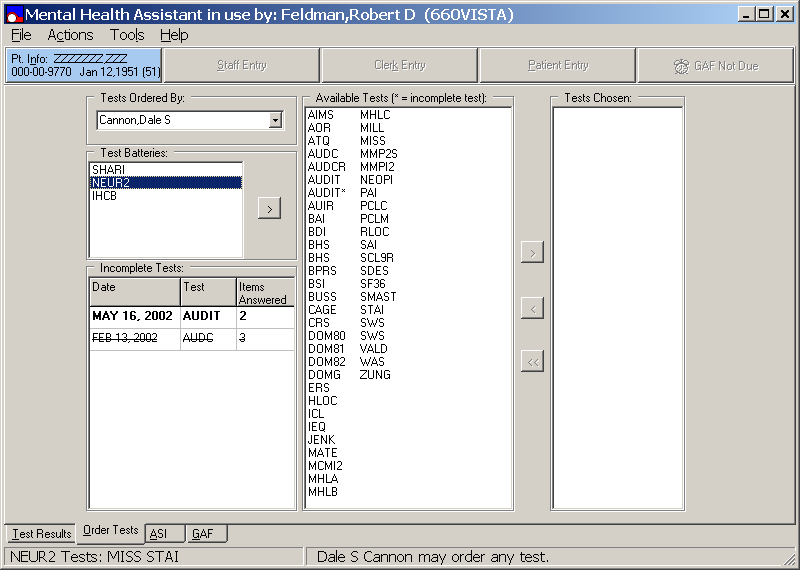 Mental Health Assistant in use by: Feldman,Robert D (660VISTA)
File Actions Tools Help
Pt. Info: ZZZZZZZZ,ZZZ
000-00-9770 Jan 12,1951 (51)
Staff Entry
Clerk Entry
Patient Entry
GAF Not Due
Tests Ordered By:
Cannon,Dale S
Test Batteries:
SHARI
NEUR2
IHCB
>
Incomplete Tests:
Date Test Items Answered
MAY 16, 2002 AUDIT 2
FEB 13, 2002 AUDC 3
Available Tests (* = incomplete test):
AIMS MHLC
AOR MILL
ATQ MISS
AUDC MMP2S
AUDCR MMPI2
AUDIT NEOPI
AUDIT* PAI
AUIR PCLC
BAI PCLM
BDI RLOC
BHS SAI
BHS SCL9R
BPRS SDES
BSI SF36
BUSS SMAST
CAGE STAI
CRS SWS
DOM80 SWS
DOM81 VALD
DOM82 WAS
DOMG ZUNG
ERS
HLOC
ICL
IEQ
JENK
MATE
MCMI2
MHLA
MHLB
>
<
<<
Tests Chosen:
Test Results Order Tests ASI GAF
NEUR2 Tests: MISS STAI
Dale S Cannon may order any test.